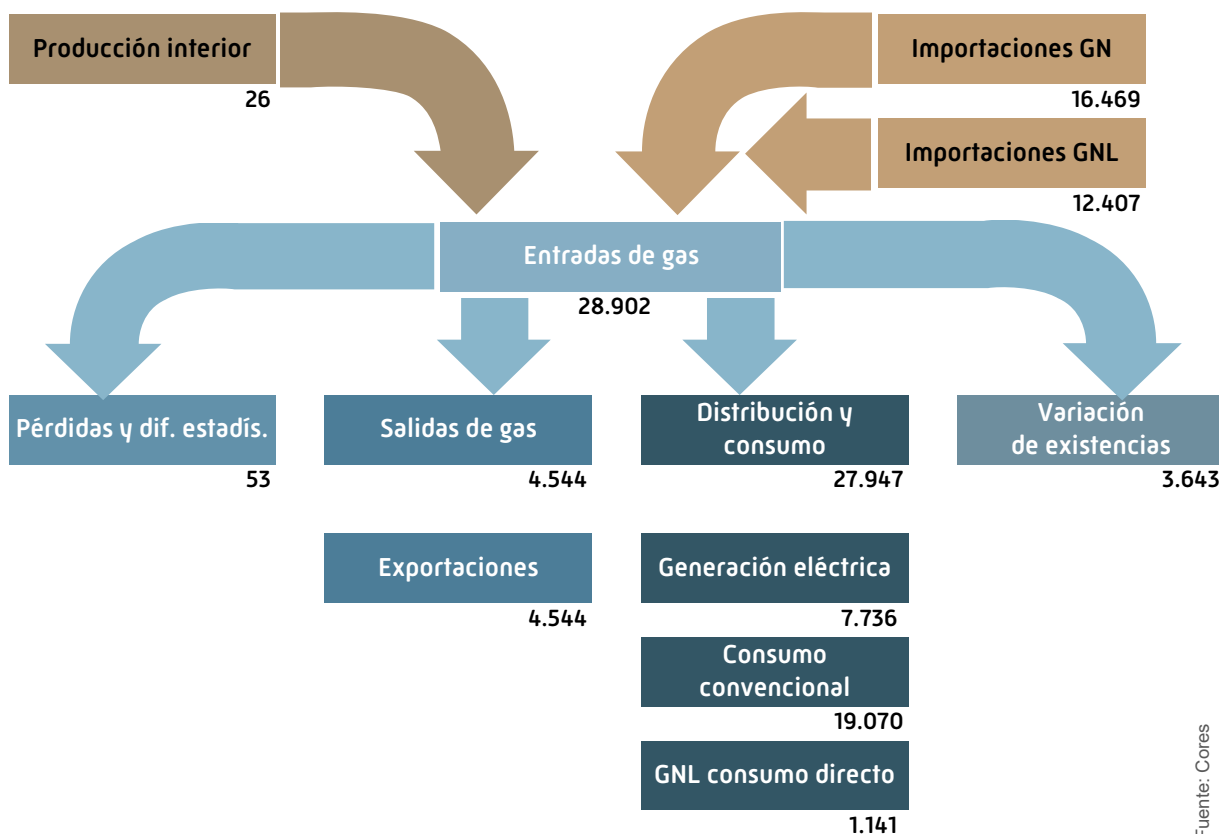 Producción interior
26
Importaciones GN
16.469
Importaciones GNL
12.407
Entradas de gas
28.902
Pérdidas y dif. estadís.
53
Salidas de gas
4.544
Distribución y
consumo
27.947
Variación
de existencias
3.643
Exportaciones
4.544
Generación eléctrica
7.736
Consumo
convencional
19.070
GNL consumo directo
1.141
Fuente: Cores